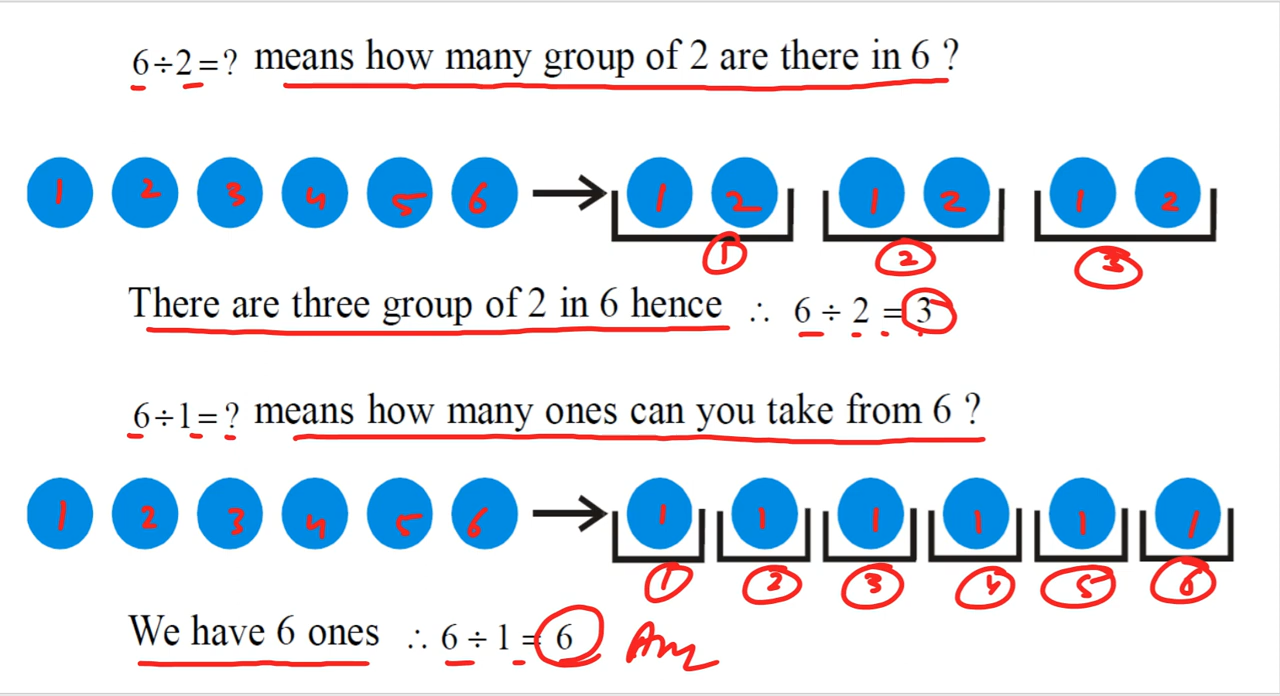 6÷2=? means how many group of 2 are there in 6 ?
1 2 3 4 5 6 1 2 1 2 1 2
1 2 3
There are three group of 2 in 6 hence ∴ 6 ÷ 2 = 3
6÷1=? means how many ones can you take from 6 ?
1 2 3 4 5 6 1 1 1 1 1 1
1 2 3 4 5 6
We have 6 ones ∴ 6 ÷ 1 = 6 Ans